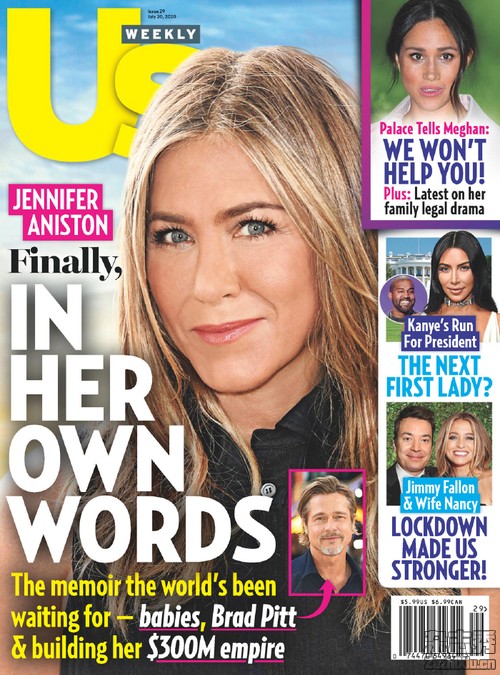 Us
WEEKLY
Issue 29
July 20, 2020
JENNIFER
ANISTON
Finally,
IN
HER
OWN
WORDS
The memoir the world's been
waiting for – babies, Brad Pitt
& building her $300M empire
Palace Tells Meghan:
WE WON'T
HELP YOU!
Plus: Latest on her
family legal drama
Kanye's Run
For President
THE NEXT
FIRST LADY?
Jimmy Fallon
& Wife Nancy
LOCKDOWN
MADE US
STRONGER!
$5.99US $6.99CAN
29>